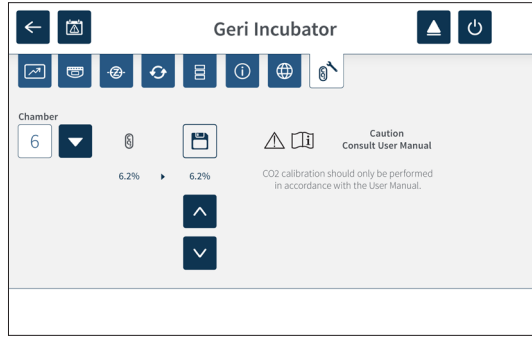 Geri Incubator
Chamber
6
6.2%
6.2%
Caution
Consult User Manual
CO2 calibration should only be performed
in accordance with the User Manual.